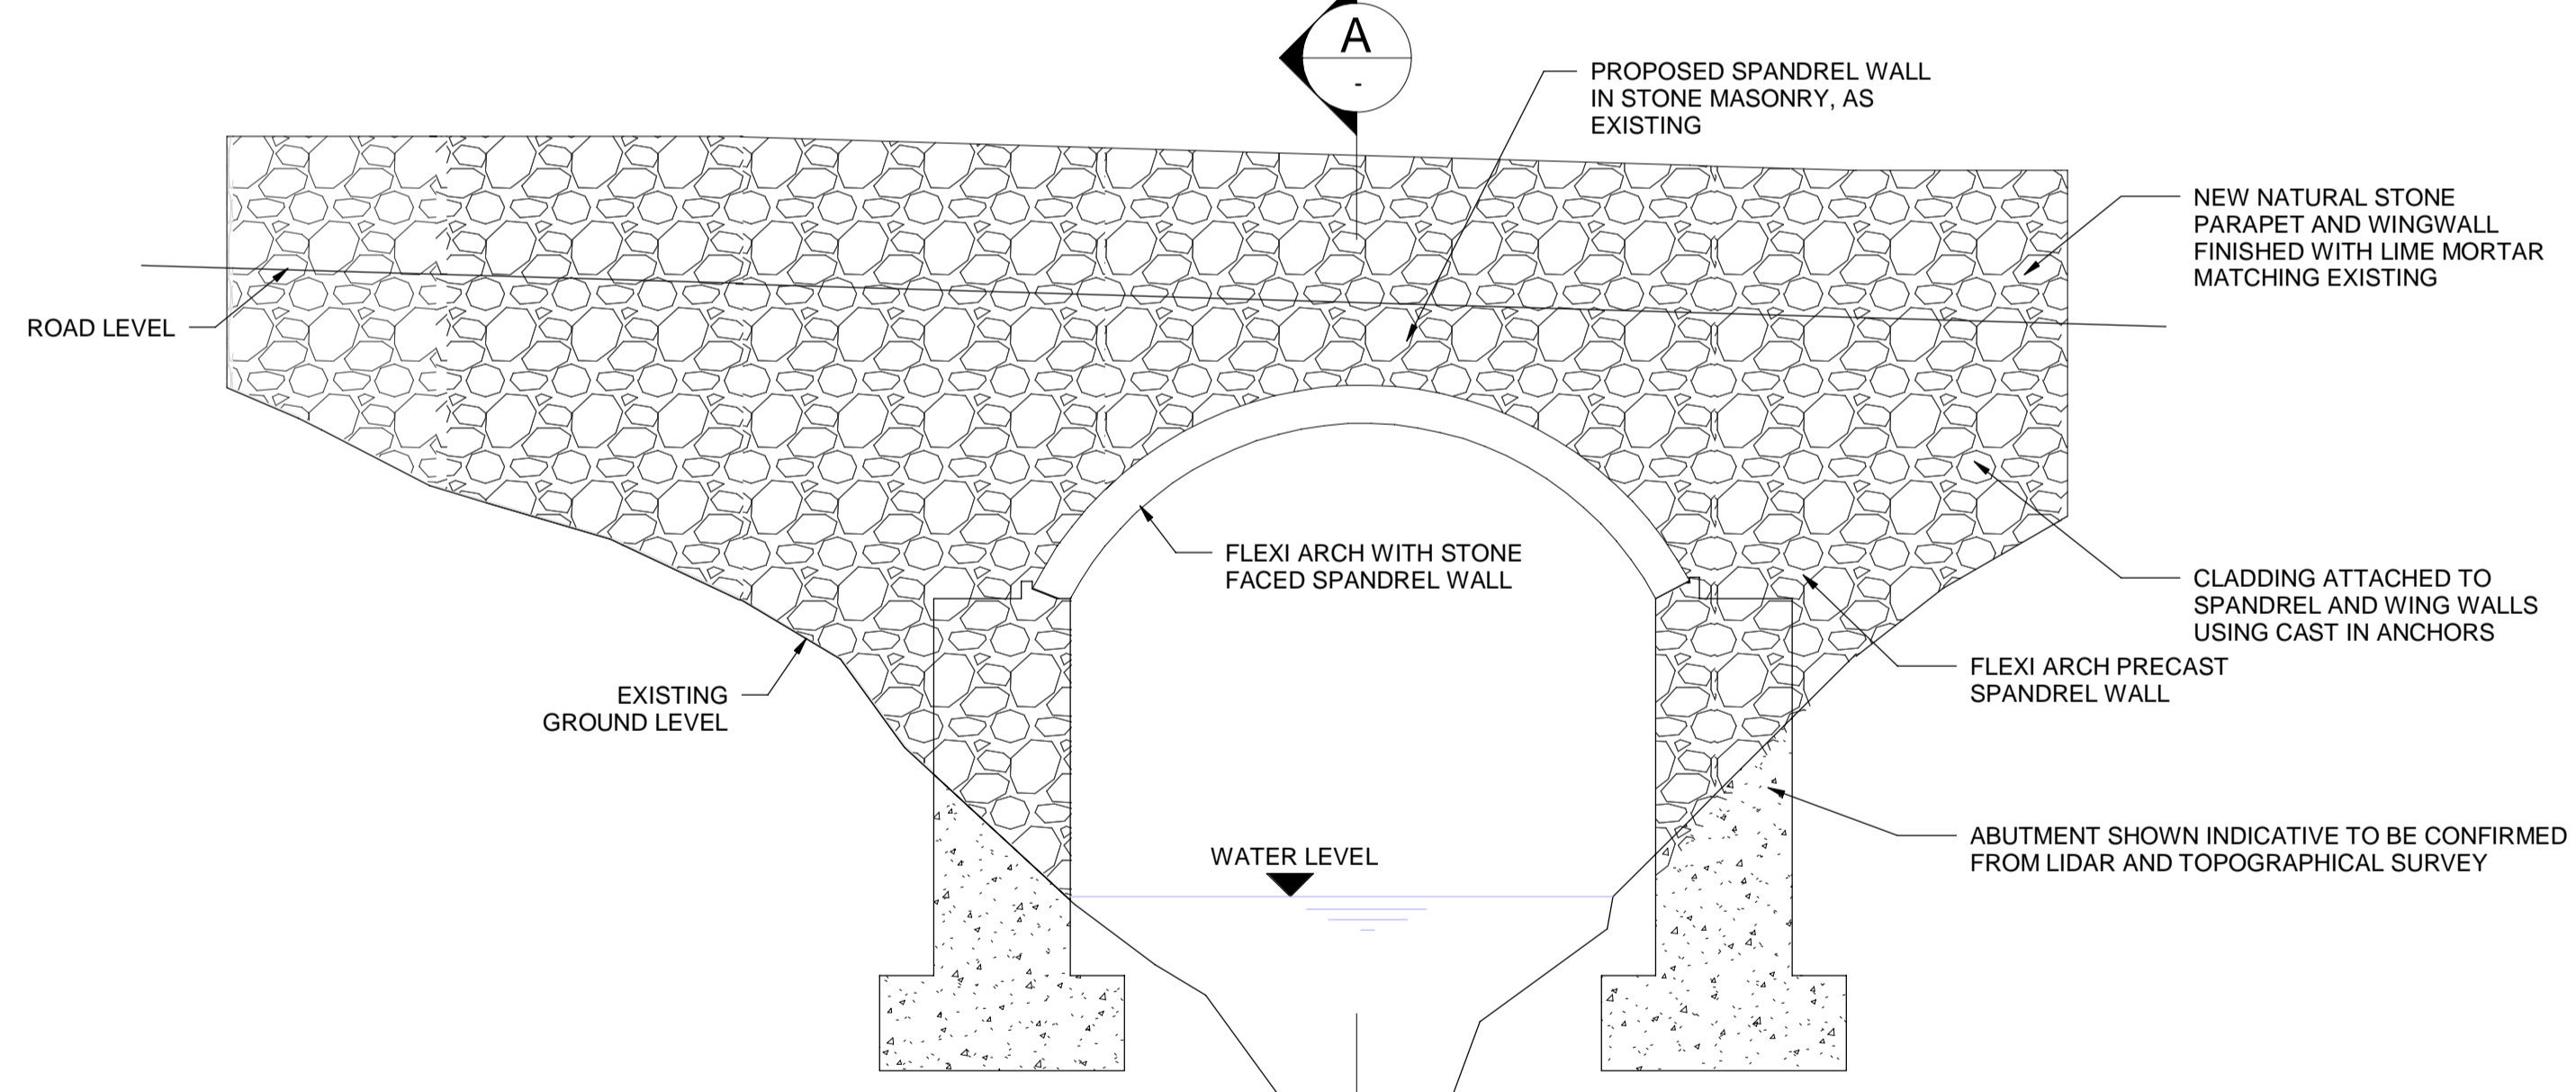 A
-
PROPOSED SPANDREL WALL
IN STONE MASONRY, AS
EXISTING
NEW NATURAL STONE
PARAPET AND WINGWALL
FINISHED WITH LIME MORTAR
MATCHING EXISTING
ROAD LEVEL
FLEXI ARCH WITH STONE
FACED SPANDREL WALL
CLADDING ATTACHED TO
SPANDREL AND WING WALLS
USING CAST IN ANCHORS
FLEXI ARCH PRECAST
SPANDREL WALL
EXISTING
GROUND LEVEL
WATER LEVEL
ABUTMENT SHOWN INDICATIVE TO BE CONFIRMED
FROM LIDAR AND TOPOGRAPHICAL SURVEY